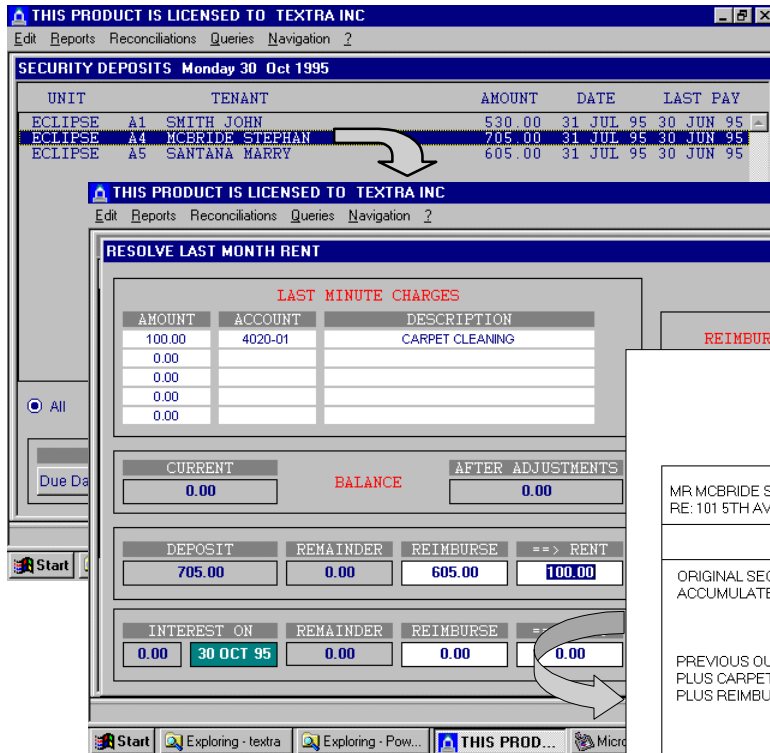 THIS PRODUCT IS LICENSED TO TEXTRA INC
Edit Reports Reconciliations Queries Navigation ?
SECURITY DEPOSITS Monday 30 Oct 1995
UNIT TENANT AMOUNT DATE LAST PAY
ECLIPSE A1 SMITH JOHN 530.00 31 JUL 95 30 JUN 95
ECLIPSE A4 MCBRIDE STEPHAN 705.00 31 JUL 95 30 JUN 95
ECLIPSE A5 SANTANA MARRY 605.00 31 JUL 95 30 JUN 95
All
Due Da
Start
THIS PRODUCT IS LICENSED TO TEXTRA INC
Edit Reports Reconciliations Queries Navigation ?
RESOLVE LAST MONTH RENT
LAST MINUTE CHARGES
AMOUNT ACCOUNT DESCRIPTION
100.00 4020-01 CARPET CLEANING
0.00
0.00
0.00
0.00
REIMBUR
CURRENT BALANCE AFTER ADJUSTMENTS
0.00 0.00
DEPOSIT REMAINDER REIMBURSE ==> RENT
705.00 0.00 605.00 100.00
INTEREST ON REMAINDER REIMBURSE
0.00 30 OCT 95 0.00 0.00 0.00
MR MCBRIDE S
RE: 101 5TH AV
ORIGINAL SEC
ACCUMULATE
PREVIOUS OU
PLUS CARPET
PLUS REIMBU
Start Exploring - textra Exploring - Pow... THIS PROD... Micro